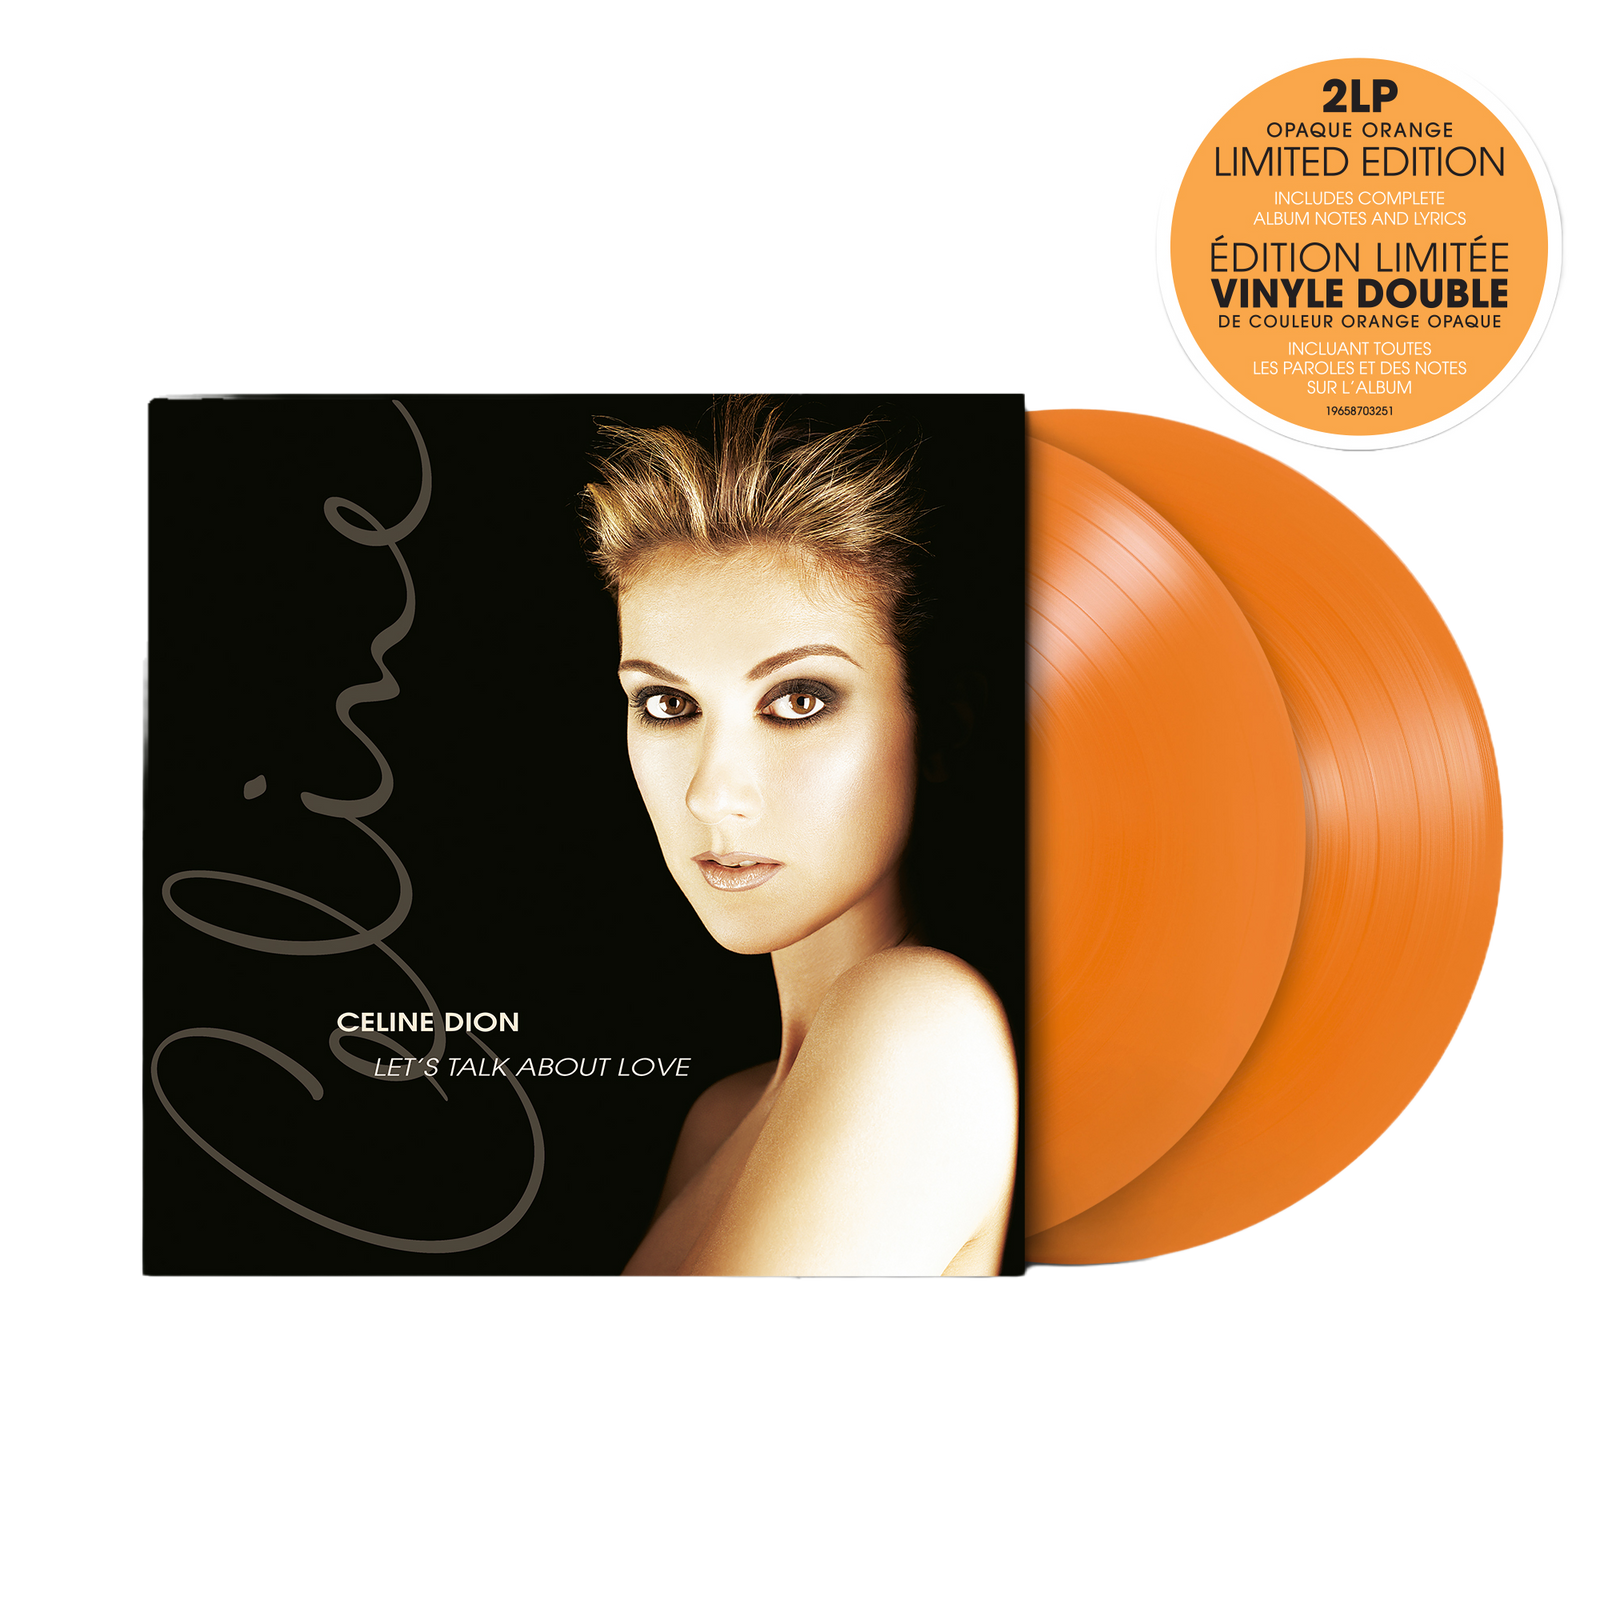 2LP
OPAQUE ORANGE
LIMITED EDITION
INCLUDES COMPLETE
ALBUM NOTES AND LYRICS
ÉDITION LIMITÉE
VINYLE DOUBLE
DE COULEUR ORANGE OPAQUE
INCLUANT TOUTES
LES PAROLES ET DES NOTES
SUR L'ALBUM
19658703251
Celine
CELINE DION
LET'S TALK ABOUT LOVE